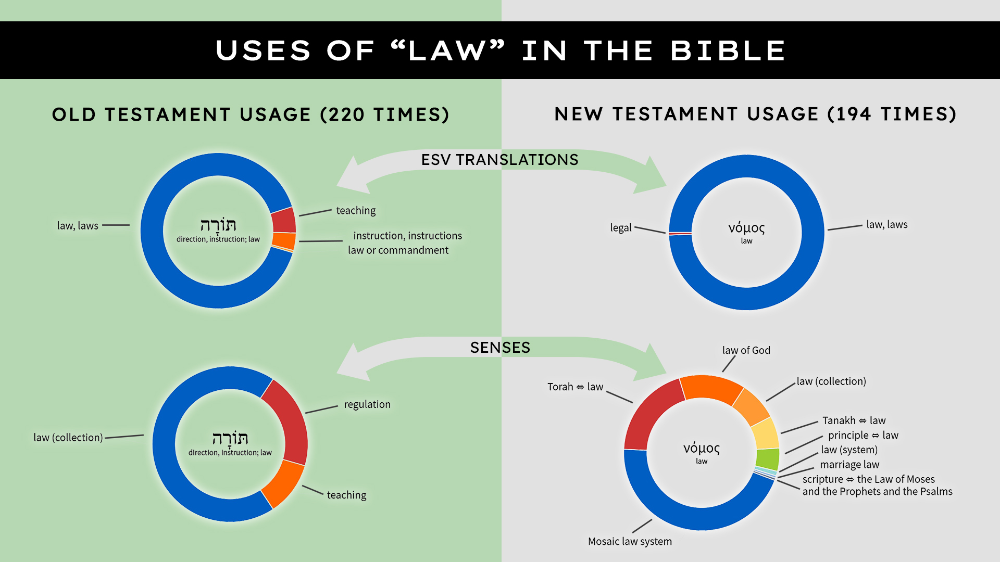 USES OF “LAW” IN THE BIBLE
OLD TESTAMENT USAGE (220 TIMES)
NEW TESTAMENT USAGE (194 TIMES)
ESV TRANSLATIONS
law, laws
תּוֹרָה
direction, instruction; law
teaching
instruction, instructions
law or commandment
legal
νόμος
law
law, laws
SENSES
law (collection)
תּוֹרָה
direction, instruction; law
regulation
teaching
law of God
Torah ⇔ law
law (collection)
Tanakh ⇔ law
principle ⇔ law
law (system)
marriage law
scripture ⇔ the Law of Moses
and the Prophets and the Psalms
νόμος
law
Mosaic law system